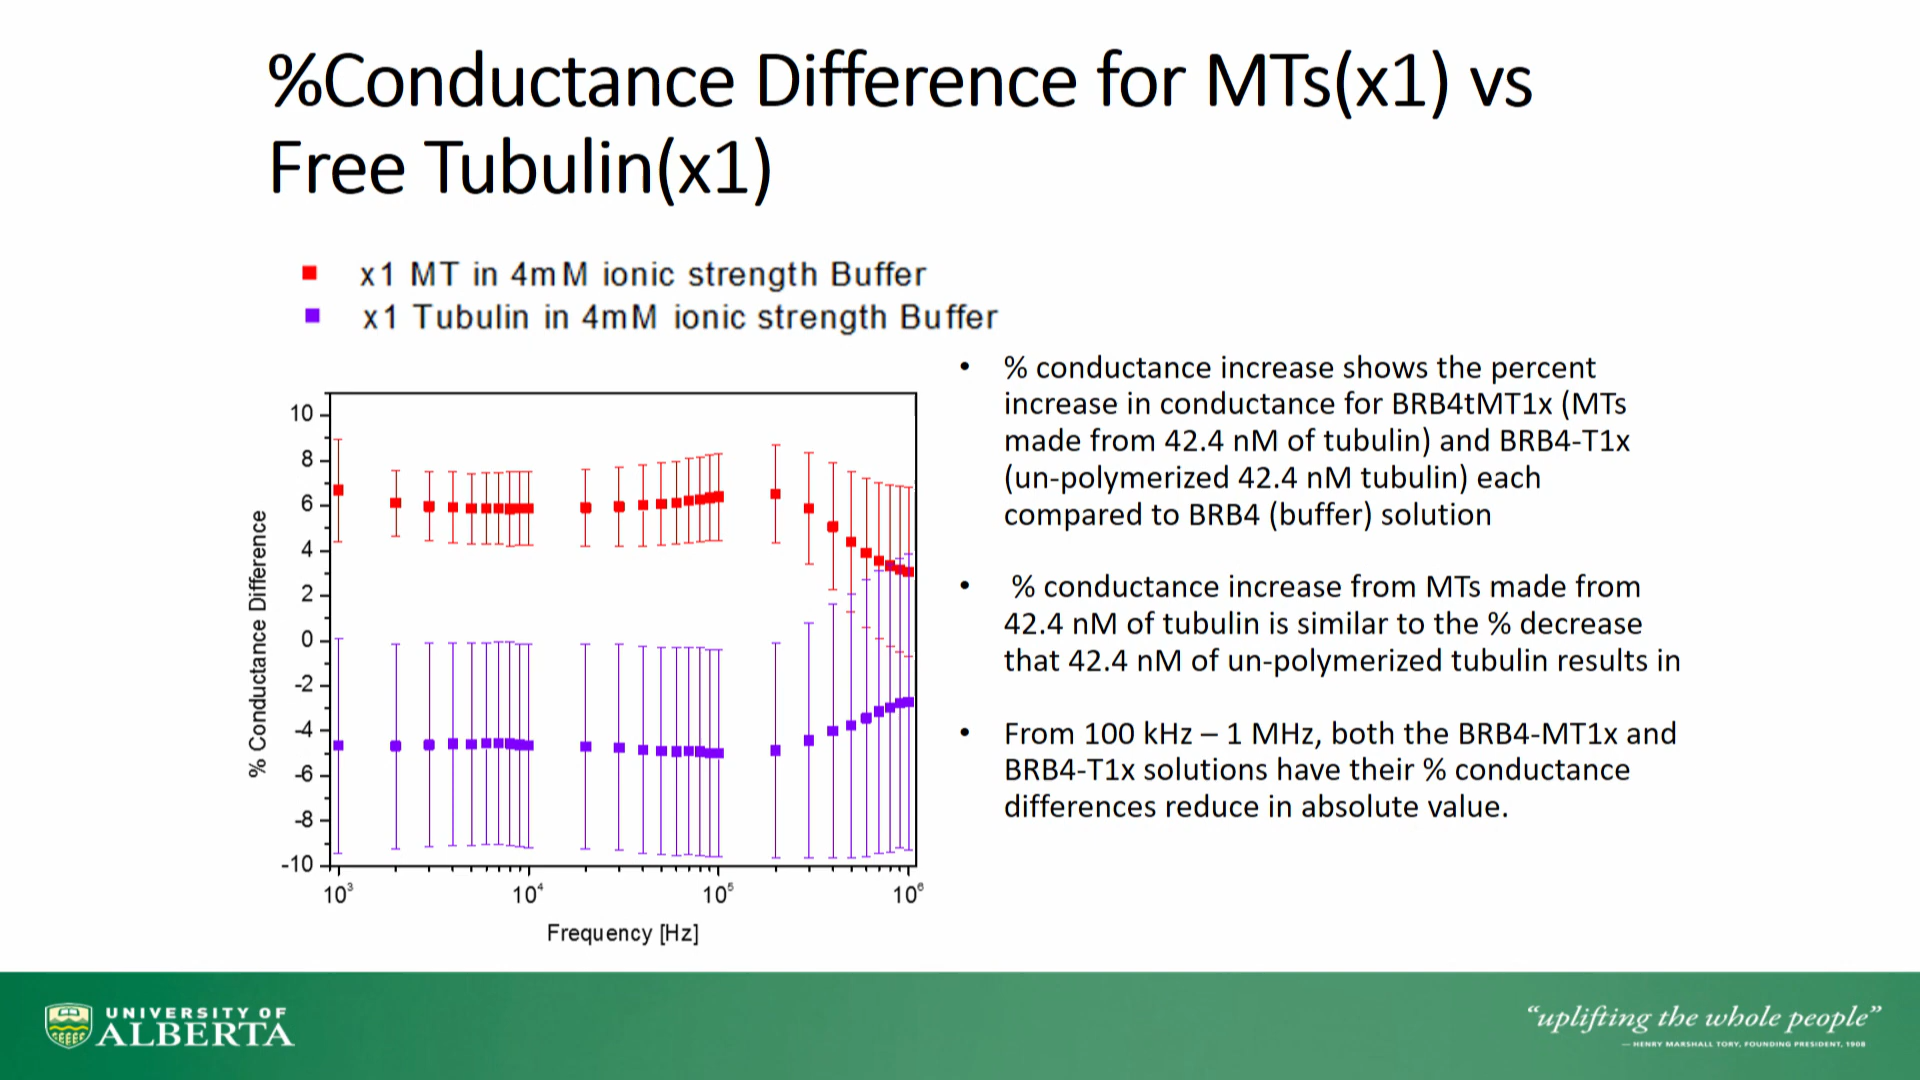 %Conductance Difference for MTs(x1) vs
Free Tubulin(x1)
x1 MT in 4mM ionic strength Buffer
x1 Tubulin in 4mM ionic strength Buffer
% Conductance Difference
10
8
6
4
2
0
-2
-4
-6
-8
-10
10³
10⁴
10⁵
10⁶
Frequency [Hz]
• % conductance increase shows the percent
increase in conductance for BRB4tMT1x (MTs
made from 42.4 nM of tubulin) and BRB4-T1x
(un-polymerized 42.4 nM tubulin) each
compared to BRB4 (buffer) solution
• % conductance increase from MTs made from
42.4 nM of tubulin is similar to the % decrease
that 42.4 nM of un-polymerized tubulin results in
• From 100 kHz – 1 MHz, both the BRB4-MT1x and
BRB4-T1x solutions have their % conductance
differences reduce in absolute value.
UNIVERSITY OF
ALBERTA
“uplifting the whole people”
— HENRY MARSHALL TORY, FOUNDING PRESIDENT, 1908